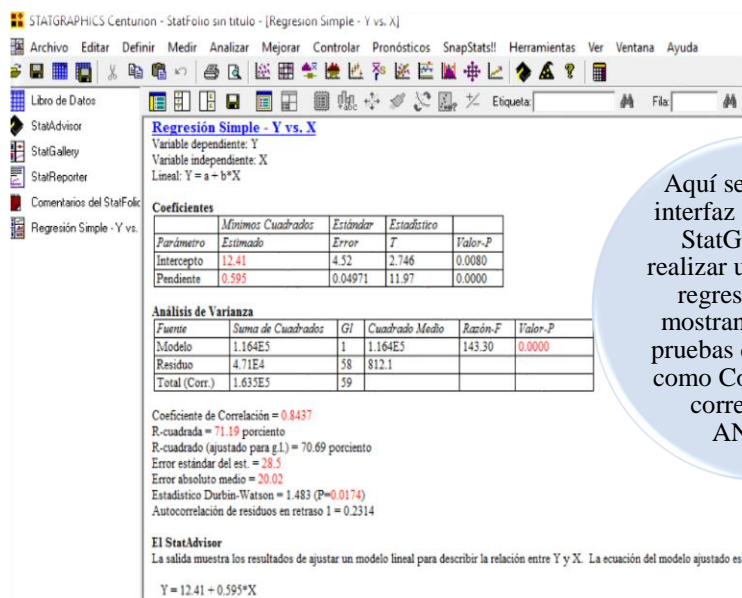 STATGRAPHICS Centurion - StatFolio sin título - [Regresión Simple - Y vs. X]
Archivo Editar Definir Medir Analizar Mejorar Controlar Pronósticos SnapStats!! Herramientas Ver Ventana Ayuda
Etiqueta: Fila:
Libro de Datos
StatAdvisor
StatGallery
StatReporter
Comentarios del StatFolio
Regresión Simple - Y vs.
Regresión Simple - Y vs. X
Variable dependiente: Y
Variable independiente: X
Lineal: Y = a + b*X
Coeficientes
Mínimos Cuadrados Estándar Estadístico
Parámetro Estimado Error T Valor-P
Intercepto 12.41 4.52 2.746 0.0080
Pendiente 0.595 0.04971 11.97 0.0000
Análisis de Varianza
Fuente Suma de Cuadrados Gl Cuadrado Medio Razón-F Valor-P
Modelo 1.164E5 1 1.164E5 143.30 0.0000
Residuo 4.71E4 58 812.1
Total (Corr.) 1.635E5 59
Coeficiente de Correlación = 0.8437
R-cuadrada = 71.19 porciento
R-cuadrado (ajustado para g.l.) = 70.69 porciento
Error estándar del est. = 28.5
Error absoluto medio = 20.02
Estadístico Durbin-Watson = 1.483 (P=0.0174)
Autocorrelación de residuos en retraso 1 = 0.2314
El StatAdvisor
La salida muestra los resultados de ajustar un modelo lineal para describir la relación entre Y y X. La ecuación del modelo ajustado es
Y = 12.41 + 0.595*X
Aquí se
interfaz
StatG
realizar u
regres
mostran
pruebas
como Co
corre
AN